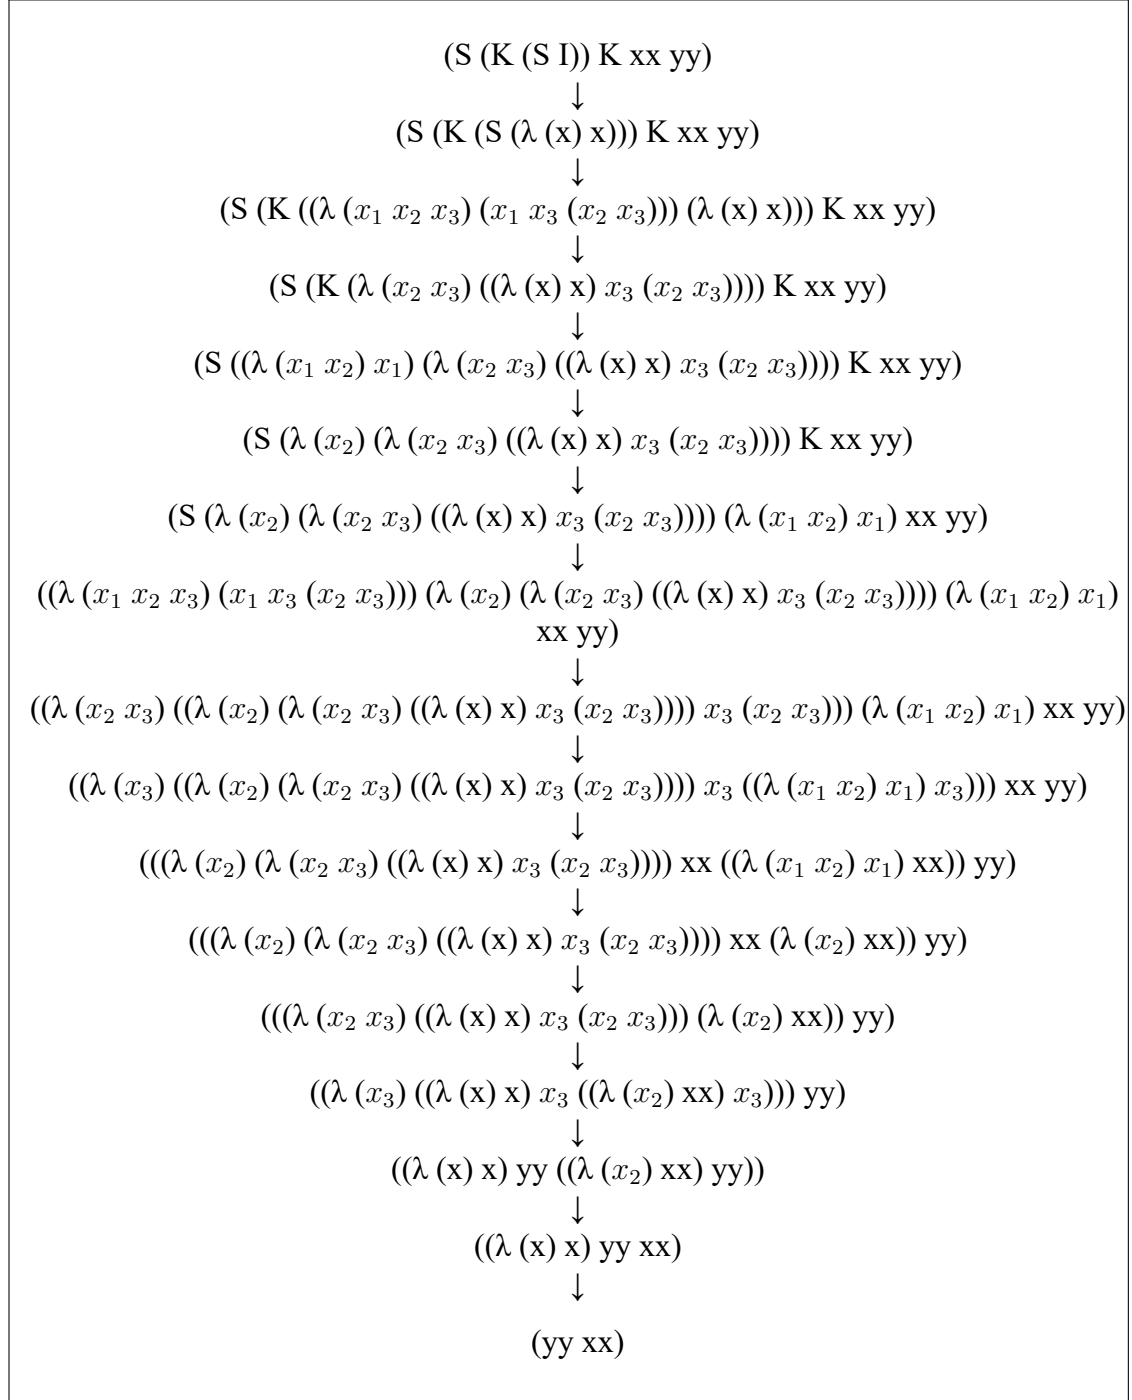 (S (K (S I)) K xx yy)
↓
(S (K (S (λ (x) x))) K xx yy)
↓
(S (K ((λ (x₁ x₂ x₃) (x₁ x₃ (x₂ x₃))) (λ (x) x))) K xx yy)
↓
(S (K (λ (x₂ x₃) ((λ (x) x) x₃ (x₂ x₃)))) K xx yy)
↓
(S ((λ (x₁ x₂) x₁) (λ (x₂ x₃) ((λ (x) x) x₃ (x₂ x₃)))) K xx yy)
↓
(S (λ (x₂) (λ (x₂ x₃) ((λ (x) x) x₃ (x₂ x₃)))) K xx yy)
↓
(S (λ (x₂) (λ (x₂ x₃) ((λ (x) x) x₃ (x₂ x₃)))) (λ (x₁ x₂) x₁) xx yy)
↓
((λ (x₁ x₂ x₃) (x₁ x₃ (x₂ x₃))) (λ (x₂) (λ (x₂ x₃) ((λ (x) x) x₃ (x₂ x₃)))) (λ (x₁ x₂) x₁)
xx yy)
↓
((λ (x₂ x₃) ((λ (x₂) (λ (x₂ x₃) ((λ (x) x) x₃ (x₂ x₃)))) x₃ (x₂ x₃))) (λ (x₁ x₂) x₁) xx yy)
↓
((λ (x₃) ((λ (x₂) (λ (x₂ x₃) ((λ (x) x) x₃ (x₂ x₃)))) x₃ ((λ (x₁ x₂) x₁) x₃))) xx yy)
↓
(((λ (x₂) (λ (x₂ x₃) ((λ (x) x) x₃ (x₂ x₃)))) xx ((λ (x₁ x₂) x₁) xx)) yy)
↓
(((λ (x₂) (λ (x₂ x₃) ((λ (x) x) x₃ (x₂ x₃)))) xx (λ (x₂) xx)) yy)
↓
(((λ (x₂ x₃) ((λ (x) x) x₃ (x₂ x₃))) (λ (x₂) xx)) yy)
↓
((λ (x₃) ((λ (x) x) x₃ ((λ (x₂) xx) x₃))) yy)
↓
((λ (x) x) yy ((λ (x₂) xx) yy))
↓
((λ (x) x) yy xx)
↓
(yy xx)